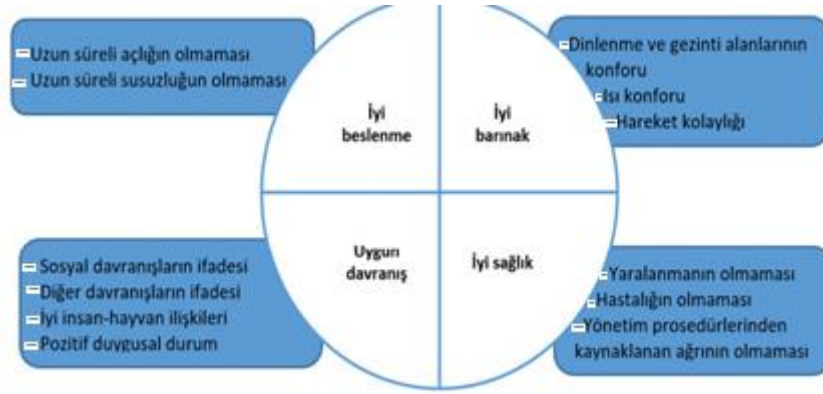 – Uzun süreli açlığın olmaması
– Uzun süreli susuzluğun olmaması
– Dinlenme ve gezinti alanlarının
konforu
– Isı konforu
– Hareket kolaylığı
İyi
beslenme
İyi
barınak
Uygun
davranış
İyi sağlık
– Sosyal davranışların ifadesi
– Diğer davranışların ifadesi
– İyi insan-hayvan ilişkileri
– Pozitif duygusal durum
– Yaralanmanın olmaması
– Hastalığın olmaması
– Yönetim prosedürlerinden
kaynaklanan ağrının olmaması